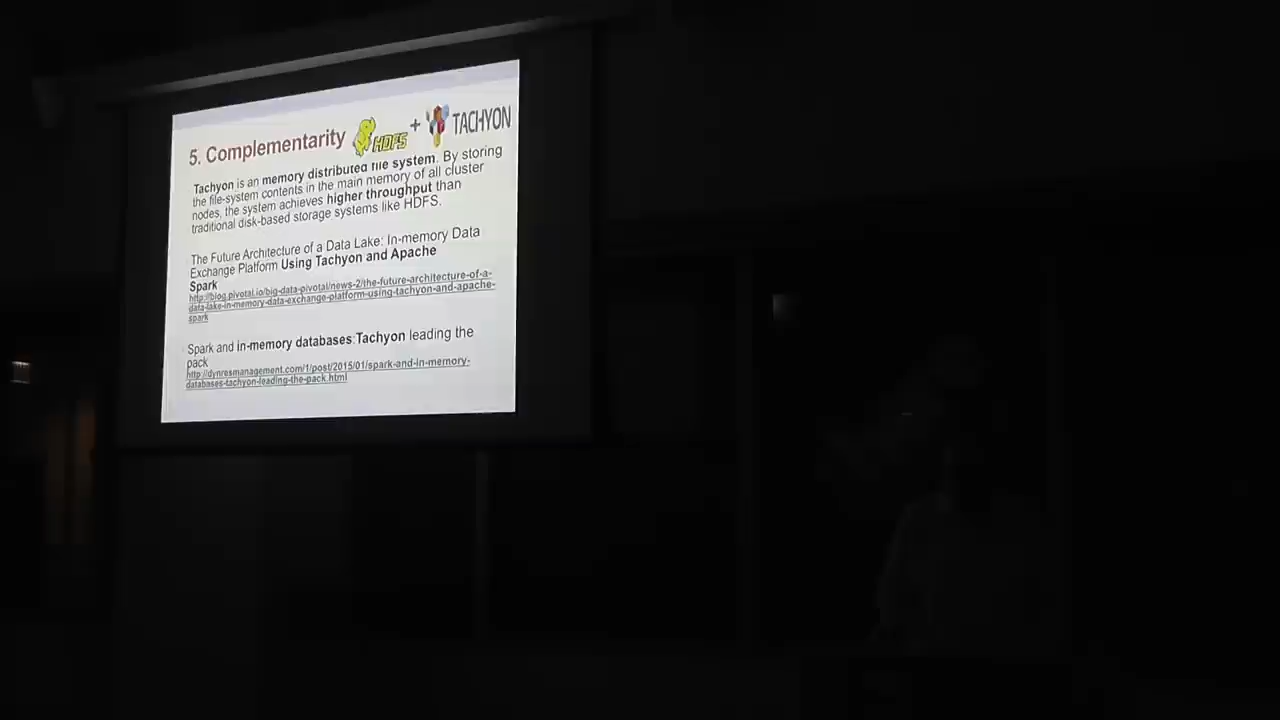 5. Complementarity HDFS + TACHYON
Tachyon is an memory distributed file system. By storing
the file-system contents in the main memory of all cluster
nodes, the system achieves higher throughput than
traditional disk-based storage systems like HDFS.
The Future Architecture of a Data Lake: In-memory Data
Exchange Platform Using Tachyon and Apache
Spark
http://blog.pivotal.io/big-data-pivotal/news-2/the-future-architecture-of-a-
data-lake-in-memory-data-exchange-platform-using-tachyon-and-apache-
spark
Spark and in-memory databases:Tachyon leading the
pack
http://dynresmanagement.com/1/post/2015/01/spark-and-in-memory-
databases-tachyon-leading-the-pack.html